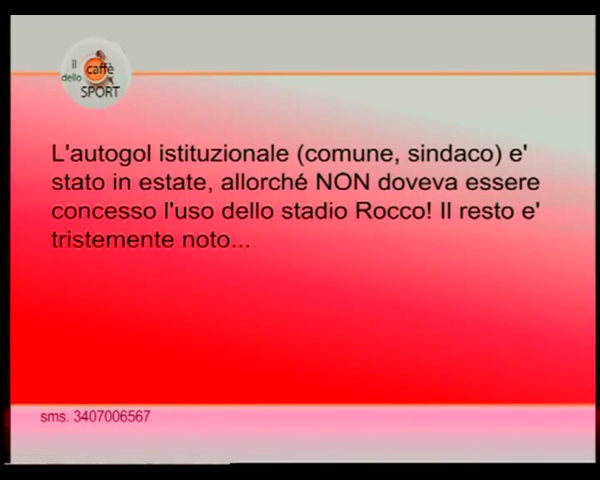 il
caffè
dello
SPORT
L'autogol istituzionale (comune, sindaco) e'
stato in estate, allorché NON doveva essere
concesso l'uso dello stadio Rocco! Il resto e'
tristemente noto...
sms. 3407006567